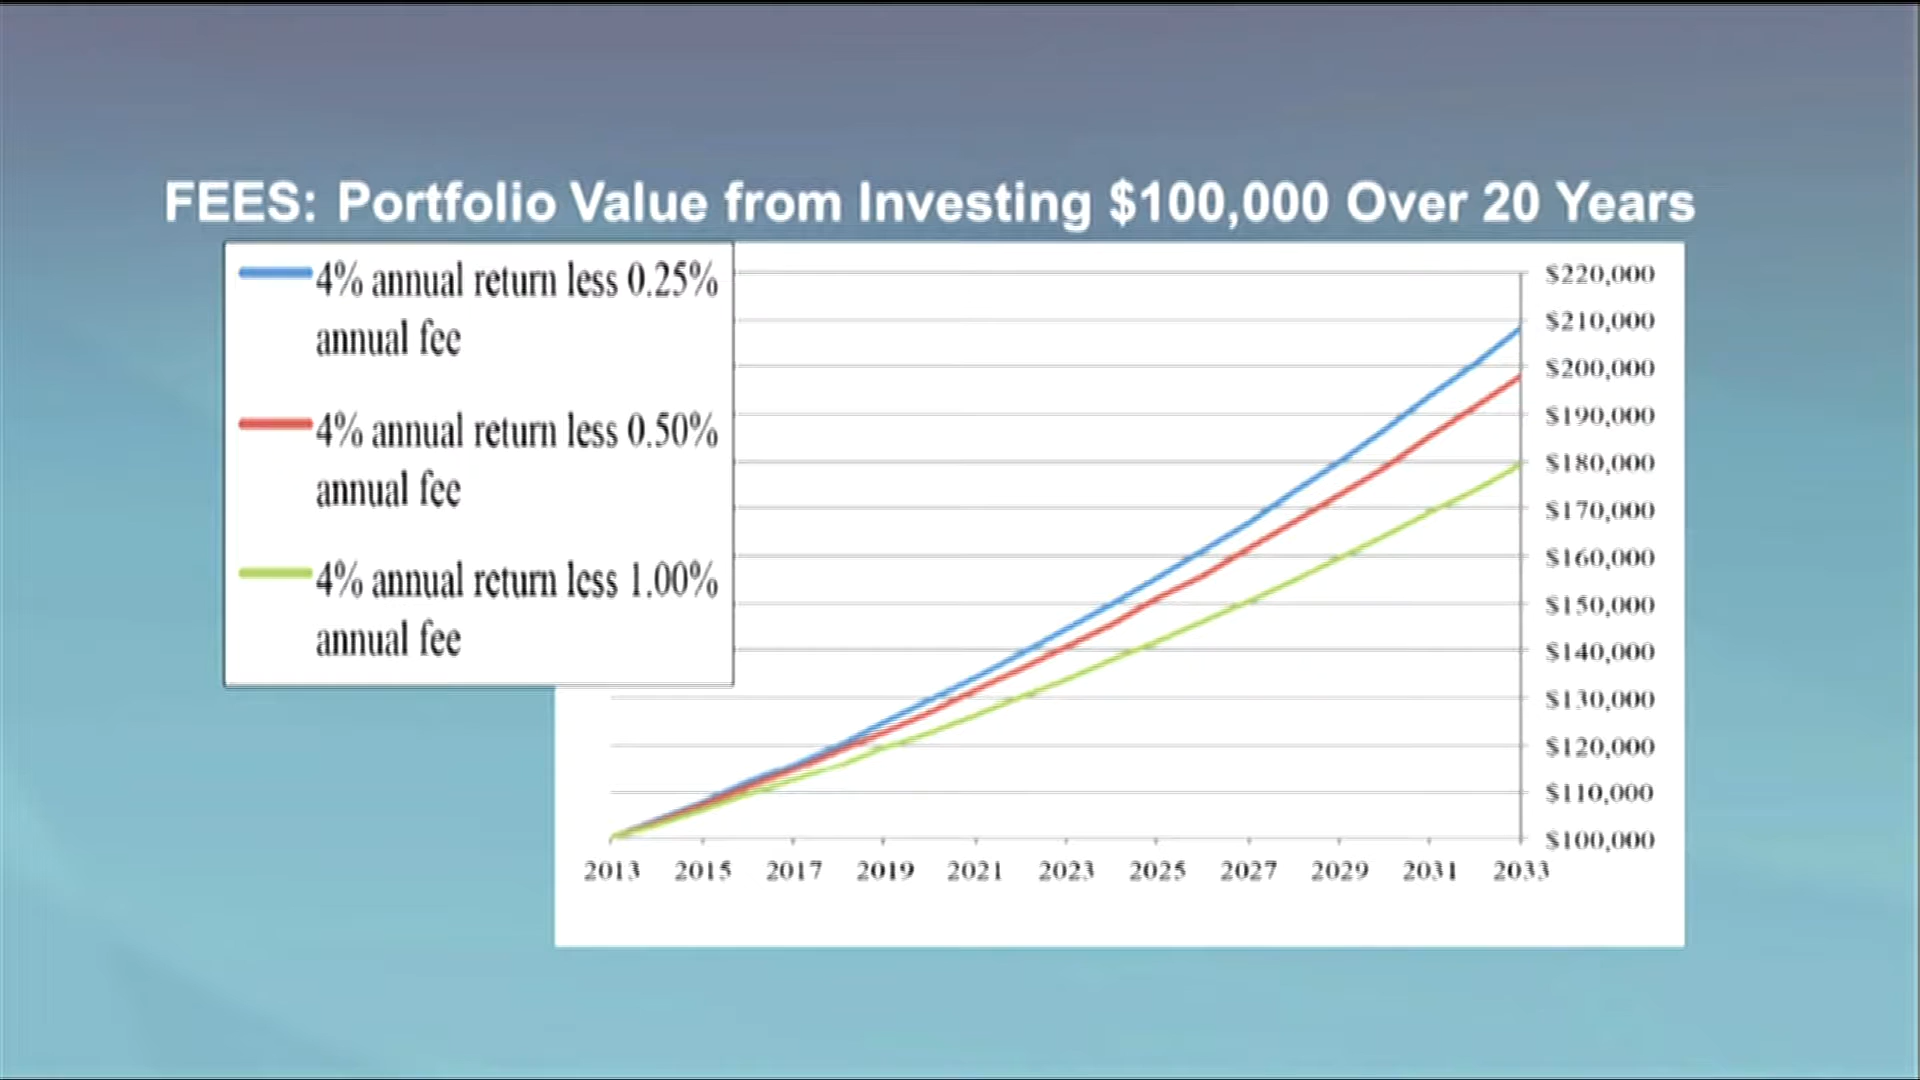 FEES: Portfolio Value from Investing $100,000 Over 20 Years
4% annual return less 0.25%
annual fee
4% annual return less 0.50%
annual fee
4% annual return less 1.00%
annual fee
$220,000
$210,000
$200,000
$190,000
$180,000
$170,000
$160,000
$150,000
$140,000
$130,000
$120,000
$110,000
$100,000
2013 2015 2017 2019 2021 2023 2025 2027 2029 2031 2033